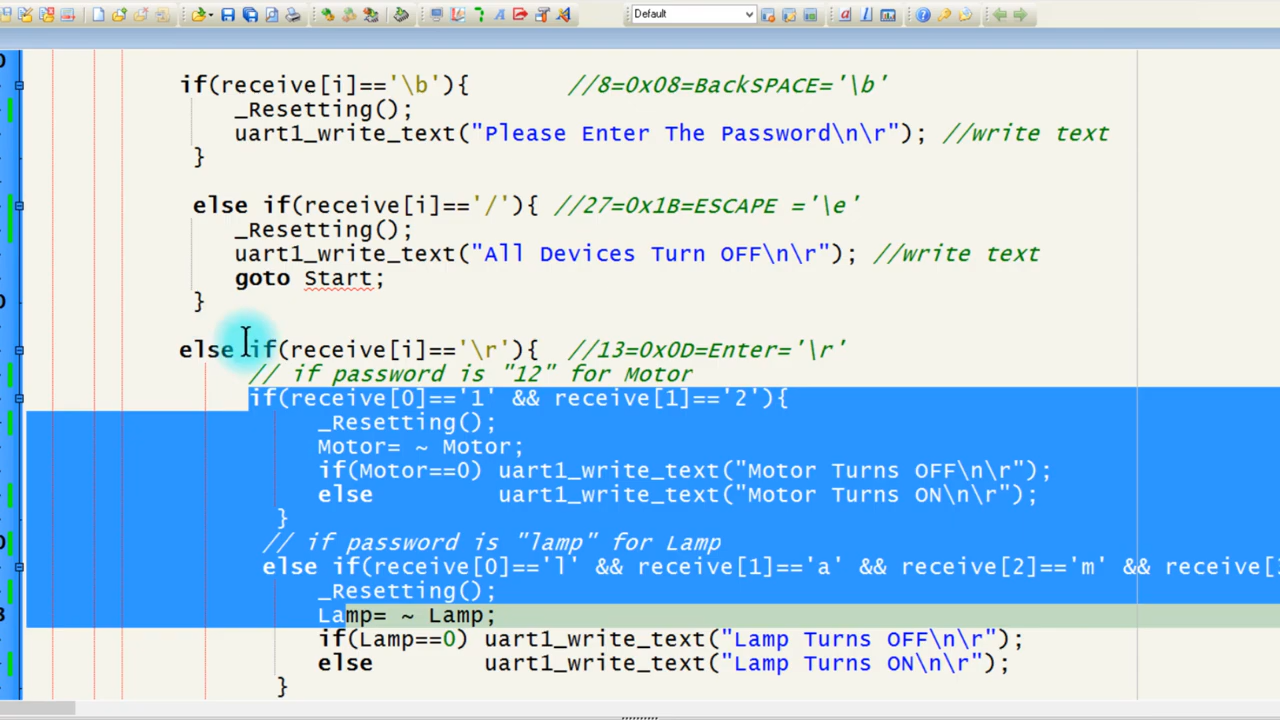 Default
if(receive[i]=='\b'){ //8=0x08=BackSPACE='\b'
_Resetting();
uart1_write_text("Please Enter The Password\n\r"); //write text
}
else if(receive[i]=='/'){ //27=0x1B=ESCAPE ='\e'
_Resetting();
uart1_write_text("All Devices Turn OFF\n\r"); //write text
goto Start;
}
else if(receive[i]=='\r'){ //13=0x0D=Enter='\r'
// if password is "12" for Motor
if(receive[0]=='1' && receive[1]=='2'){
_Resetting();
Motor= ~ Motor;
if(Motor==0) uart1_write_text("Motor Turns OFF\n\r");
else uart1_write_text("Motor Turns ON\n\r");
}
// if password is "lamp" for Lamp
else if(receive[0]=='l' && receive[1]=='a' && receive[2]=='m' && receive[
_Resetting();
Lamp= ~ Lamp;
if(Lamp==0) uart1_write_text("Lamp Turns OFF\n\r");
else uart1_write_text("Lamp Turns ON\n\r");
}